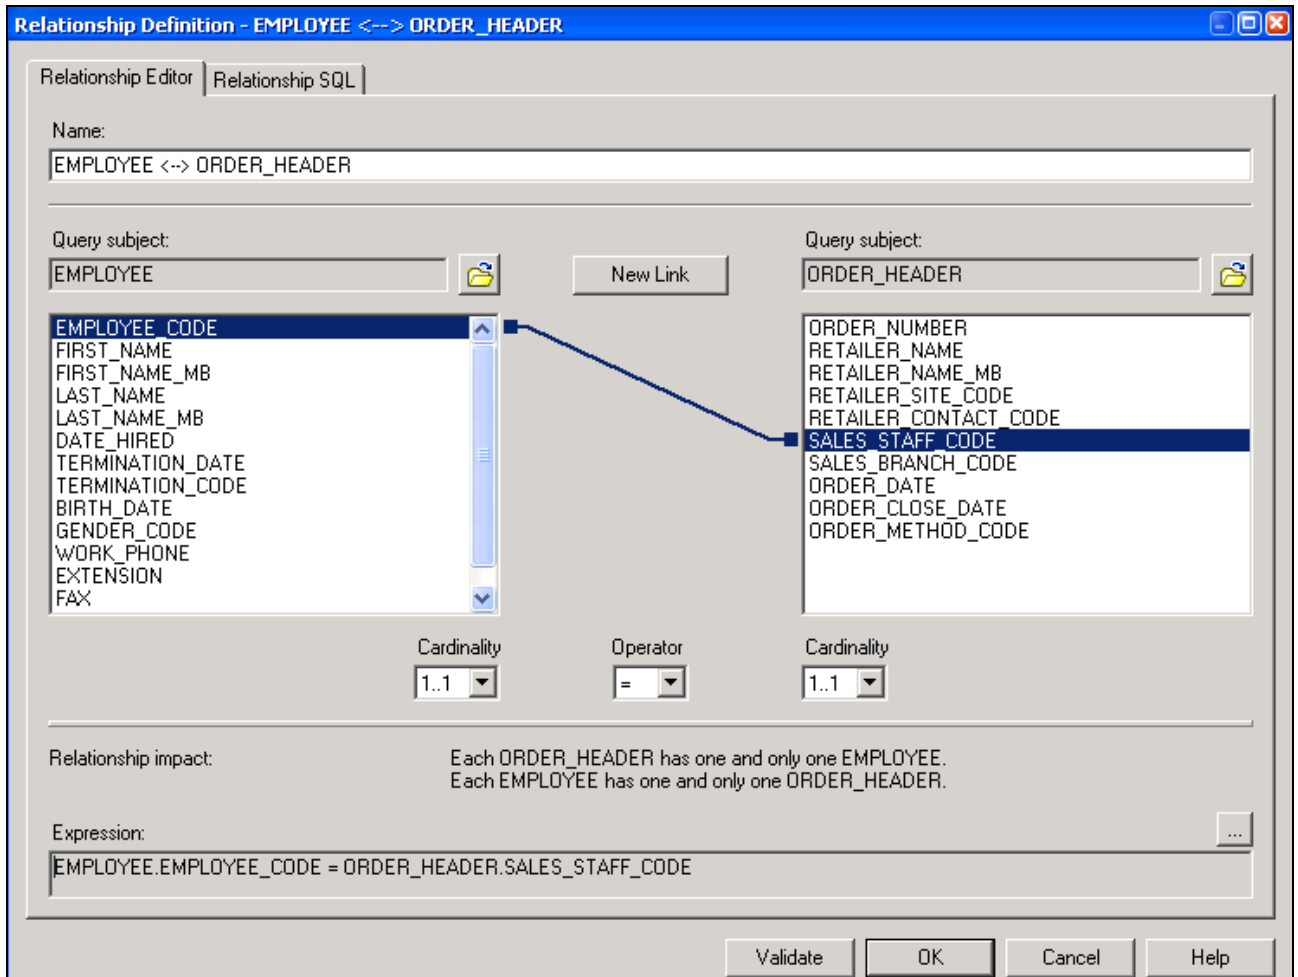 Relationship Definition - EMPLOYEE <--> ORDER_HEADER
Relationship Editor
Relationship SQL
Name:
EMPLOYEE <--> ORDER_HEADER
Query subject:
EMPLOYEE
New Link
Query subject:
ORDER_HEADER
EMPLOYEE_CODE
FIRST_NAME
FIRST_NAME_MB
LAST_NAME
LAST_NAME_MB
DATE_HIRED
TERMINATION_DATE
TERMINATION_CODE
BIRTH_DATE
GENDER_CODE
WORK_PHONE
EXTENSION
FAX
ORDER_NUMBER
RETAILER_NAME
RETAILER_NAME_MB
RETAILER_SITE_CODE
RETAILER_CONTACT_CODE
SALES_STAFF_CODE
SALES_BRANCH_CODE
ORDER_DATE
ORDER_CLOSE_DATE
ORDER_METHOD_CODE
Cardinality
1..1
Operator
=
Cardinality
1..1
Relationship impact:
Each ORDER_HEADER has one and only one EMPLOYEE.
Each EMPLOYEE has one and only one ORDER_HEADER.
Expression:
...
EMPLOYEE.EMPLOYEE_CODE = ORDER_HEADER.SALES_STAFF_CODE
Validate
OK
Cancel
Help